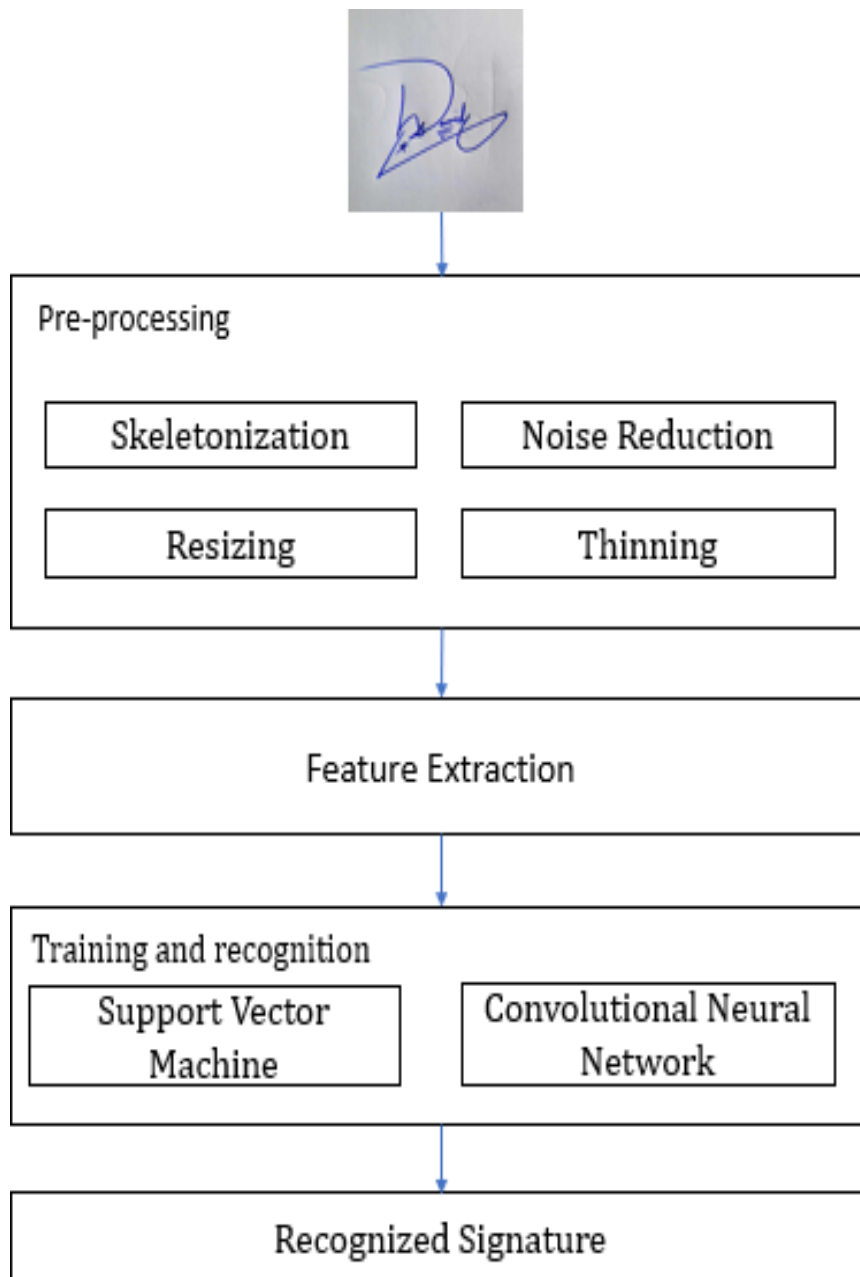 Pre-processing
Skeletonization
Noise Reduction
Resizing
Thinning
Feature Extraction
Training and recognition
Support Vector
Machine
Convolutional Neural
Network
Recognized Signature